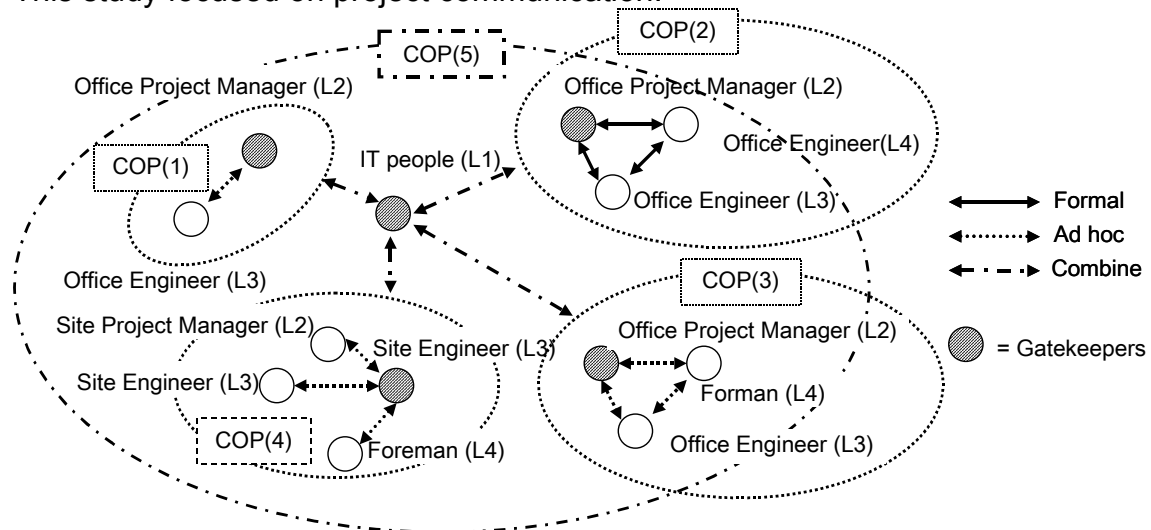 This study focused on project communication.
COP(2)
COP(5)
Office Project Manager (L2)
Office Project Manager (L2)
COP(1)
IT people (L1)
Office Engineer(L4)
Office Engineer (L3)
Formal
Ad hoc
Combine
Office Engineer (L3)
COP(3)
Site Project Manager (L2)
Office Project Manager (L2)
Site Engineer (L3)
= Gatekeepers
Site Engineer (L3)
Forman (L4)
COP(4)
Foreman (L4)
Office Engineer (L3)